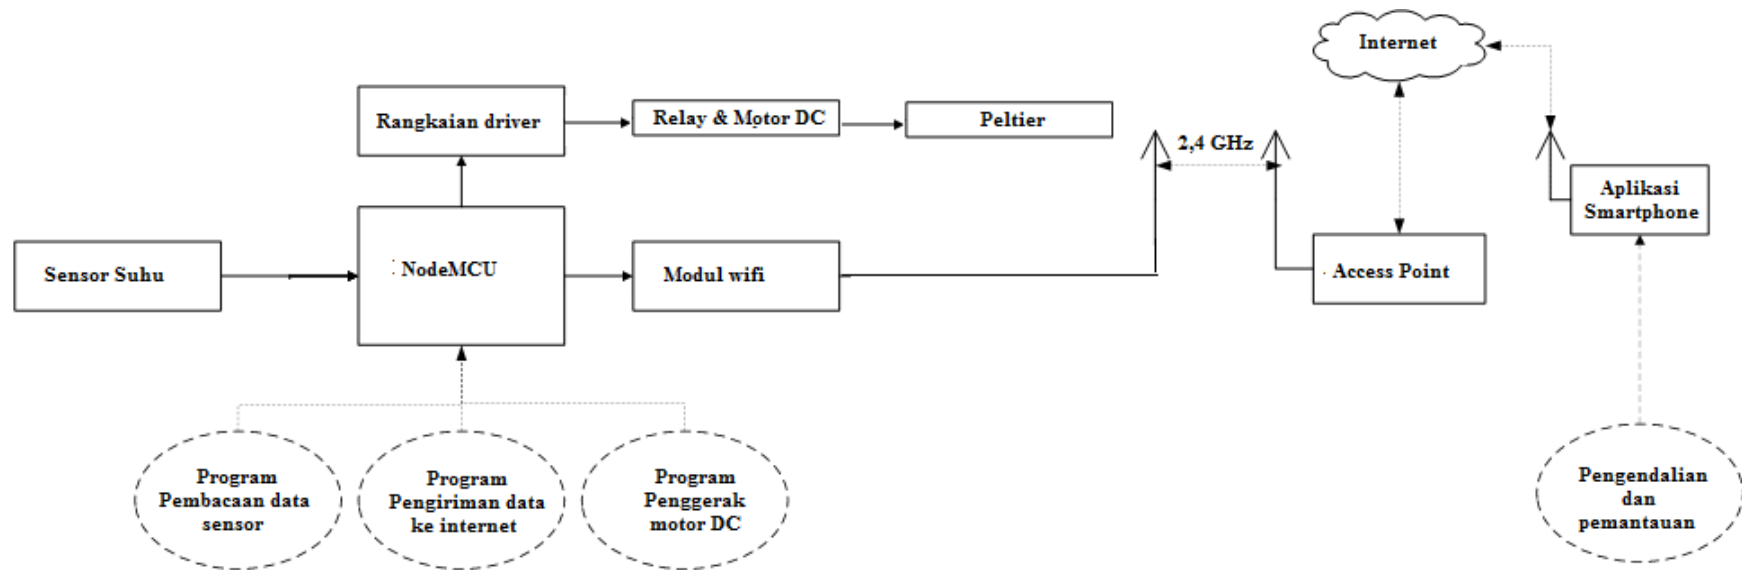 Internet
Rangkaian driver
Relay & Motor DC
Peltier
2,4 GHz
Aplikasi
Smartphone
Sensor Suhu
: NodeMCU
Modul wifi
. Access Point
Program
Pembacaan data
sensor
Program
Pengiriman data
ke internet
Program
Penggerak
motor DC
Pengendalian
dan
pemantauan